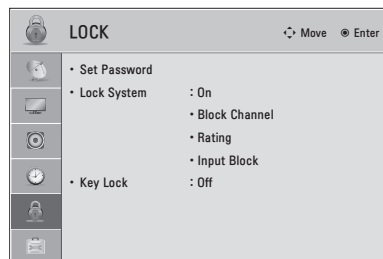 LOCK Move Enter
• Set Password
• Lock System : On
• Block Channel
• Rating
• Input Block
• Key Lock : Off